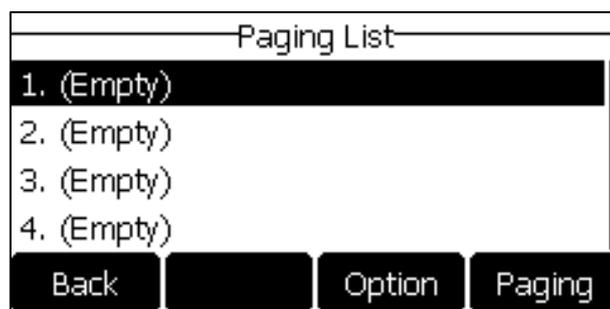 Paging List
1. (Empty)
2. (Empty)
3. (Empty)
4. (Empty)
Back Option Paging